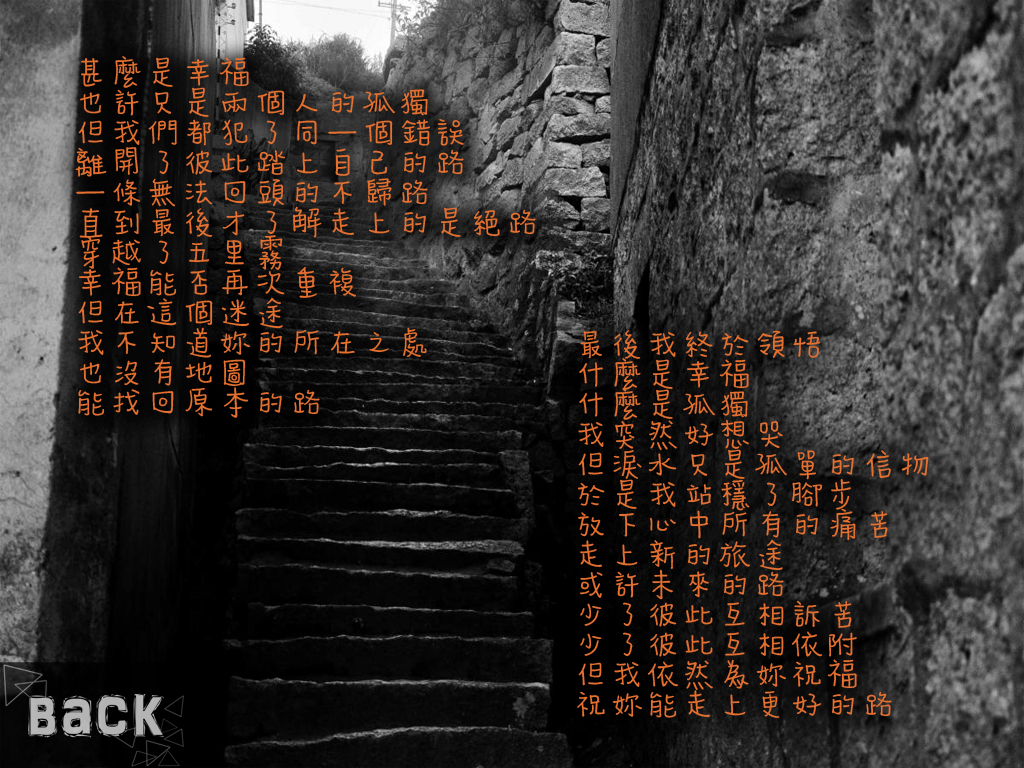 甚麼是幸福
也許只是兩個人的孤獨
但我們都犯了同一個錯誤
離開了彼此踏上自己的路
一條無法回頭的不歸路
直到最後才了解走上的是絕路
穿越了五里霧
幸福能否再次重複
但在這個迷途
我不知道妳的所在之處
也沒有地圖
能找回原本的路
最後我終於領悟
什麼是幸福
什麼是孤獨
我突然好想哭
但淚水只是孤單的信物
於是我站穩了腳步
放下心中所有的痛苦
走上新的旅途
或許未來的路
少了彼此互相訴苦
少了彼此互相依附
但我依然為妳祝福
祝妳能走上更好的路
BACK